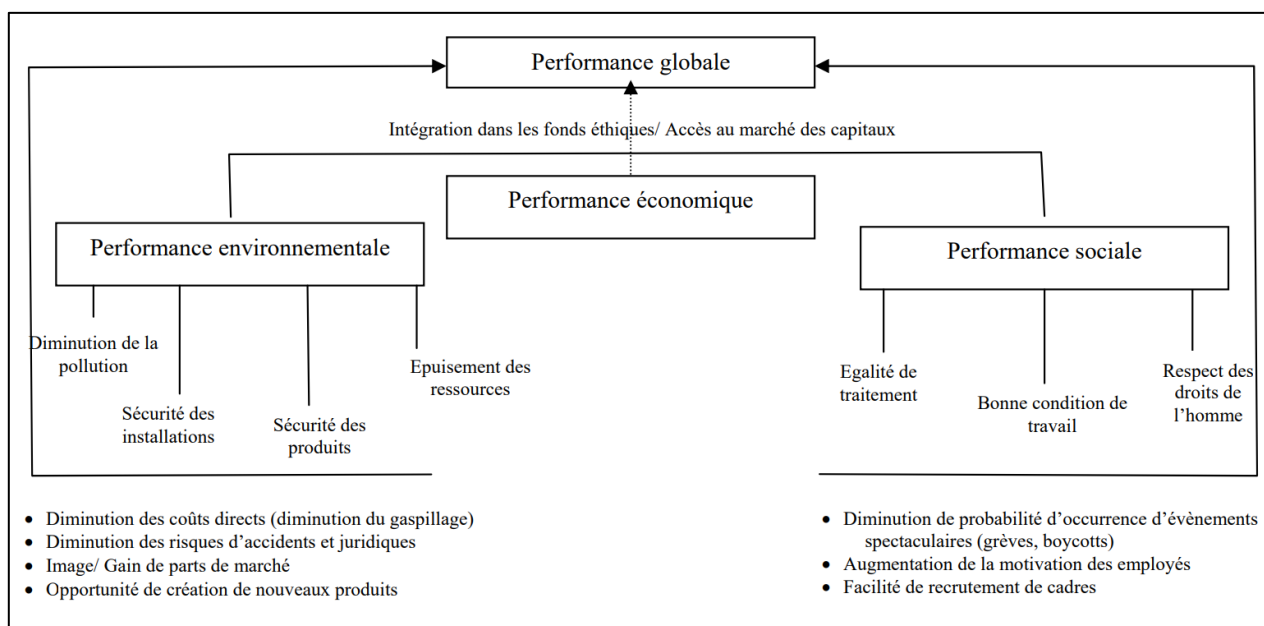 Performance globale
Intégration dans les fonds éthiques/ Accès au marché des capitaux
Performance économique
Performance environnementale
Performance sociale
Diminution de la
pollution
Sécurité des
installations
Sécurité des
produits
Epuisement des
ressources
Egalité de
traitement
Bonne condition de
travail
Respect des
droits de
l’homme
• Diminution des coûts directs (diminution du gaspillage)
• Diminution des risques d’accidents et juridiques
• Image/ Gain de parts de marché
• Opportunité de création de nouveaux produits
• Diminution de probabilité d’occurrence d’évènements
spectaculaires (grèves, boycotts)
• Augmentation de la motivation des employés
• Facilité de recrutement de cadres